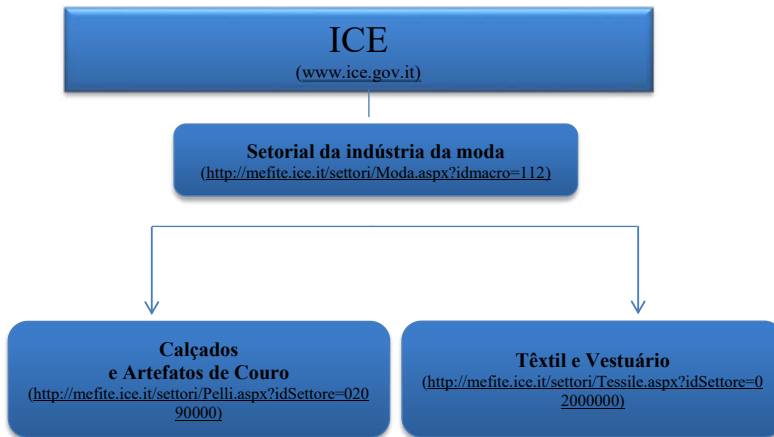 ICE
(www.ice.gov.it)
Setorial da indústria da moda
(http://mefite.ice.it/settori/Moda.aspx?idmacro=112)
Calçados
e Artefatos de Couro
(http://mefite.ice.it/settori/Pelli.aspx?idSettore=020
90000)
Têxtil e Vestuário
(http://mefite.ice.it/settori/Tessile.aspx?idSettore=0
2000000)